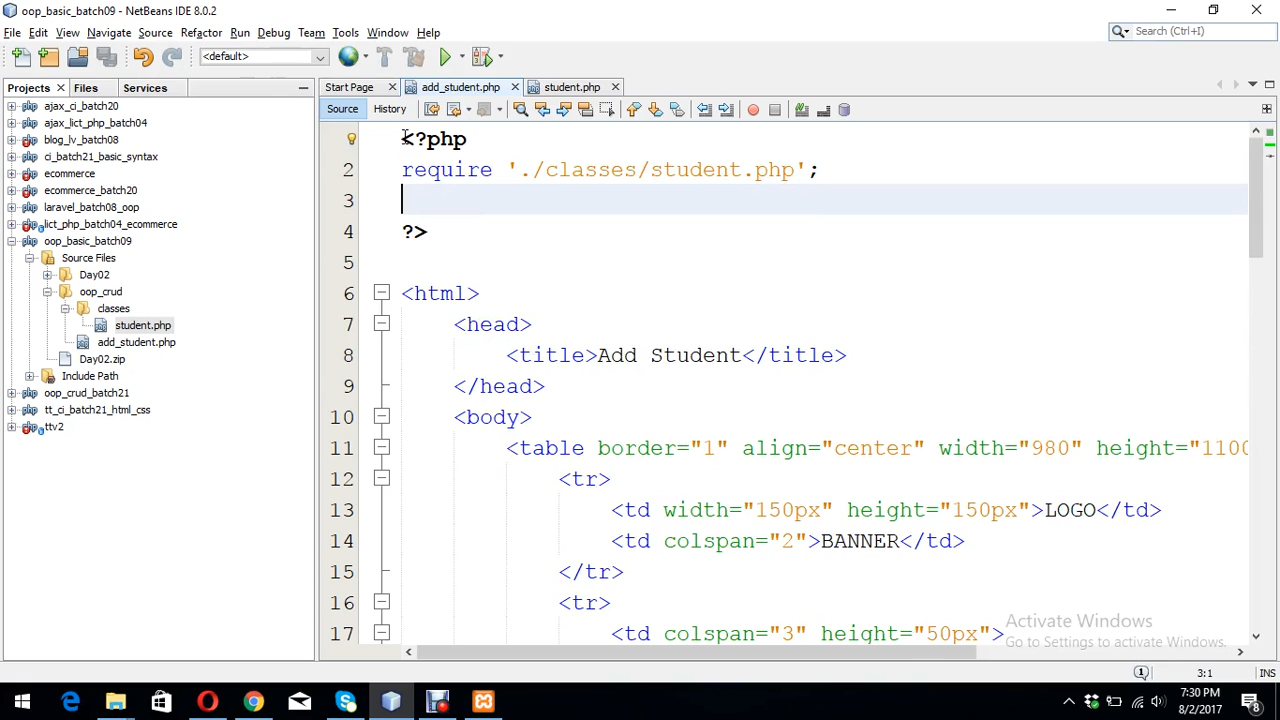 oop_basic_batch09 - NetBeans IDE 8.0.2
File Edit View Navigate Source Refactor Run Debug Team Tools Window Help
Search (Ctrl+I)
<default>
Projects Files Services
Start Page add_student.php student.php
Source History
ajax_ci_batch20
ajax_lict_php_batch04
blog_lv_batch08
ci_batch21_basic_syntax
ecommerce
ecommerce_batch20
laravel_batch08_oop
lict_php_batch04_ecommerce
oop_basic_batch09
Source Files
Day02
oop_crud
classes
student.php
add_student.php
Day02.zip
Include Path
oop_crud_batch21
tt_ci_batch21_html_css
ttv2
<?php
2 require './classes/student.php';
3
4 ?>
5
6 <html>
7 <head>
8 <title>Add Student</title>
9 </head>
10 <body>
11 <table border="1" align="center" width="980" height="1100
12 <tr>
13 <td width="150px" height="150px">LOGO</td>
14 <td colspan="2">BANNER</td>
15 </tr>
16 <tr>
17 <td colspan="3" height="50px">
Activate Windows
Go to Settings to activate Windows.
1 3:1 INS
7:30 PM
8/2/2017
8